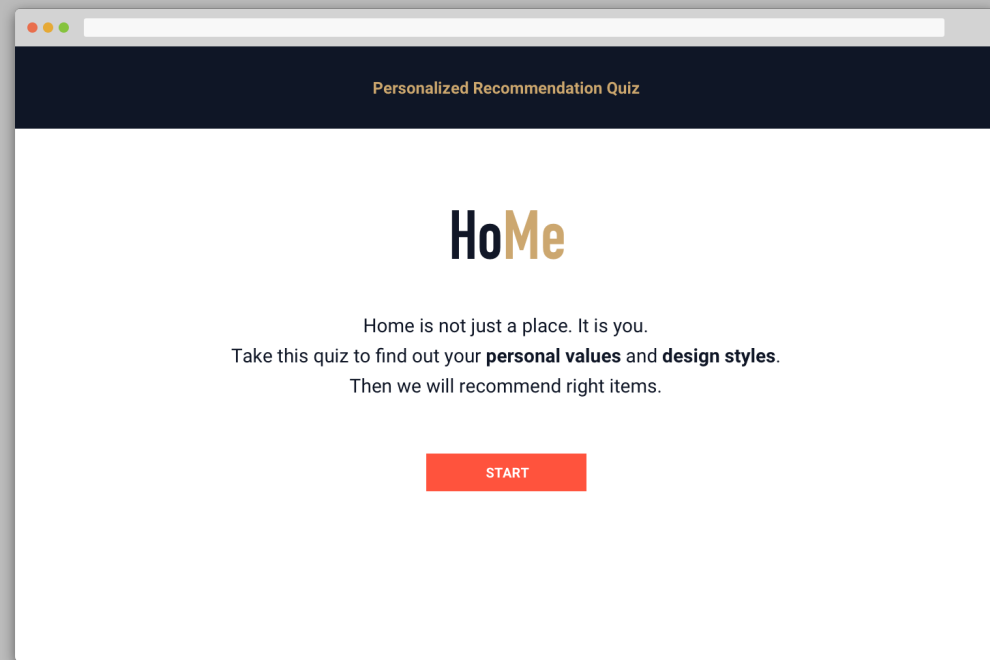 Personalized Recommendation Quiz
HoMe
Home is not just a place. It is you.
Take this quiz to find out your personal values and design styles.
Then we will recommend right items.
START